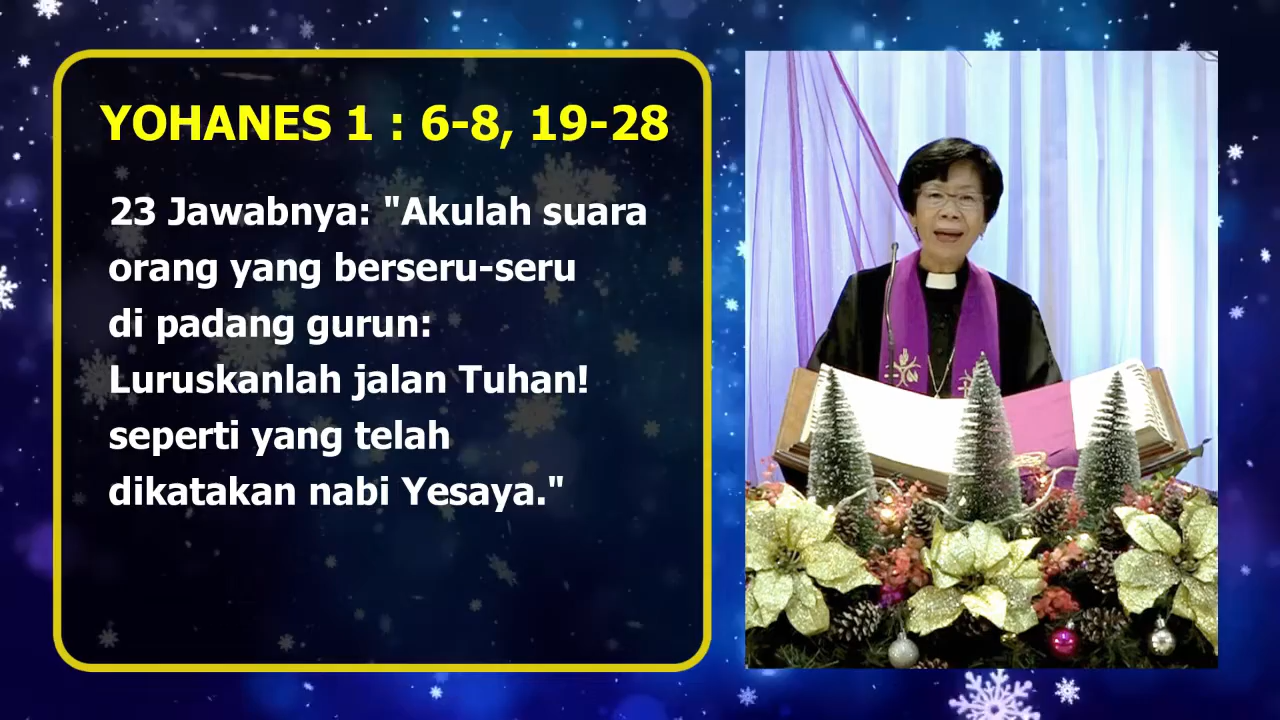 YOHANES 1 : 6-8, 19-28
23 Jawabnya: "Akulah suara
orang yang berseru-seru
di padang gurun:
Luruskanlah jalan Tuhan!
seperti yang telah
dikatakan nabi Yesaya."